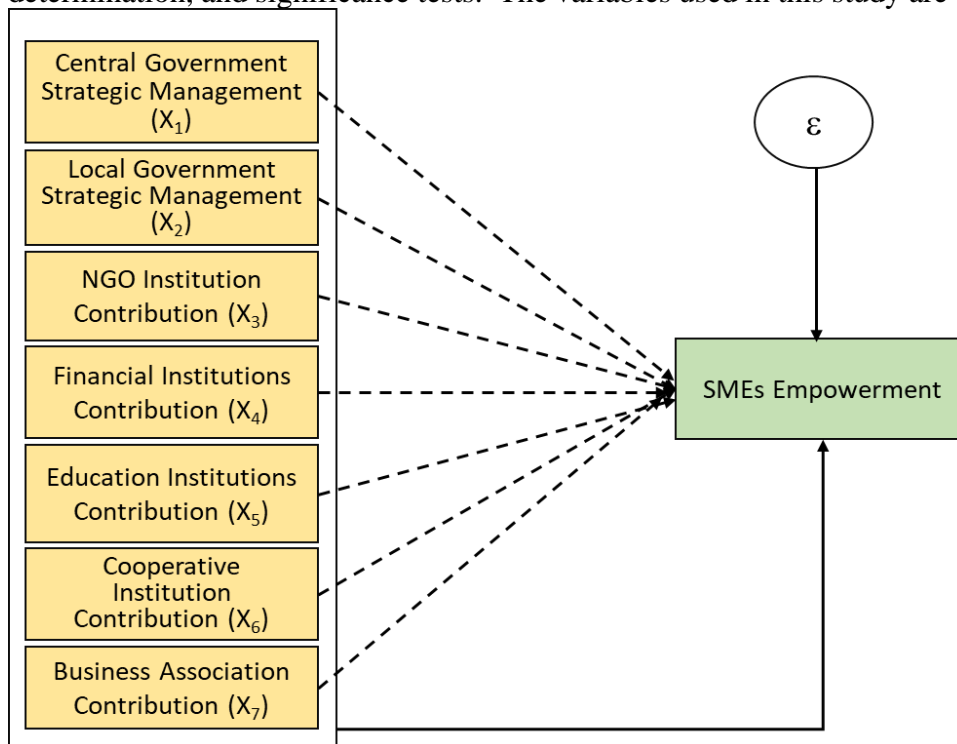 determination, and significance tests. The variables used in this study are
Central Government
Strategic Management
(X₁)
Local Government
Strategic Management
(X₂)
NGO Institution
Contribution (X₃)
Financial Institutions
Contribution (X₄)
Education Institutions
Contribution (X₅)
Cooperative
Institution
Contribution (X₆)
Business Association
Contribution (X₇)
ε
SMEs Empowerment